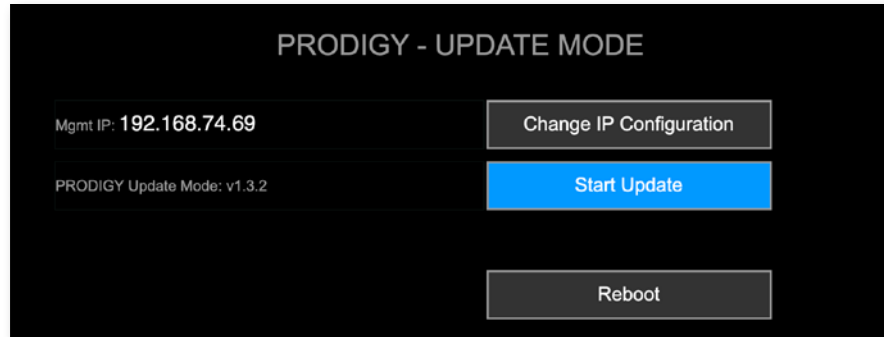 PRODIGY - UPDATE MODE
Mgmt IP: 192.168.74.69
Change IP Configuration
PRODIGY Update Mode: v1.3.2
Start Update
Reboot